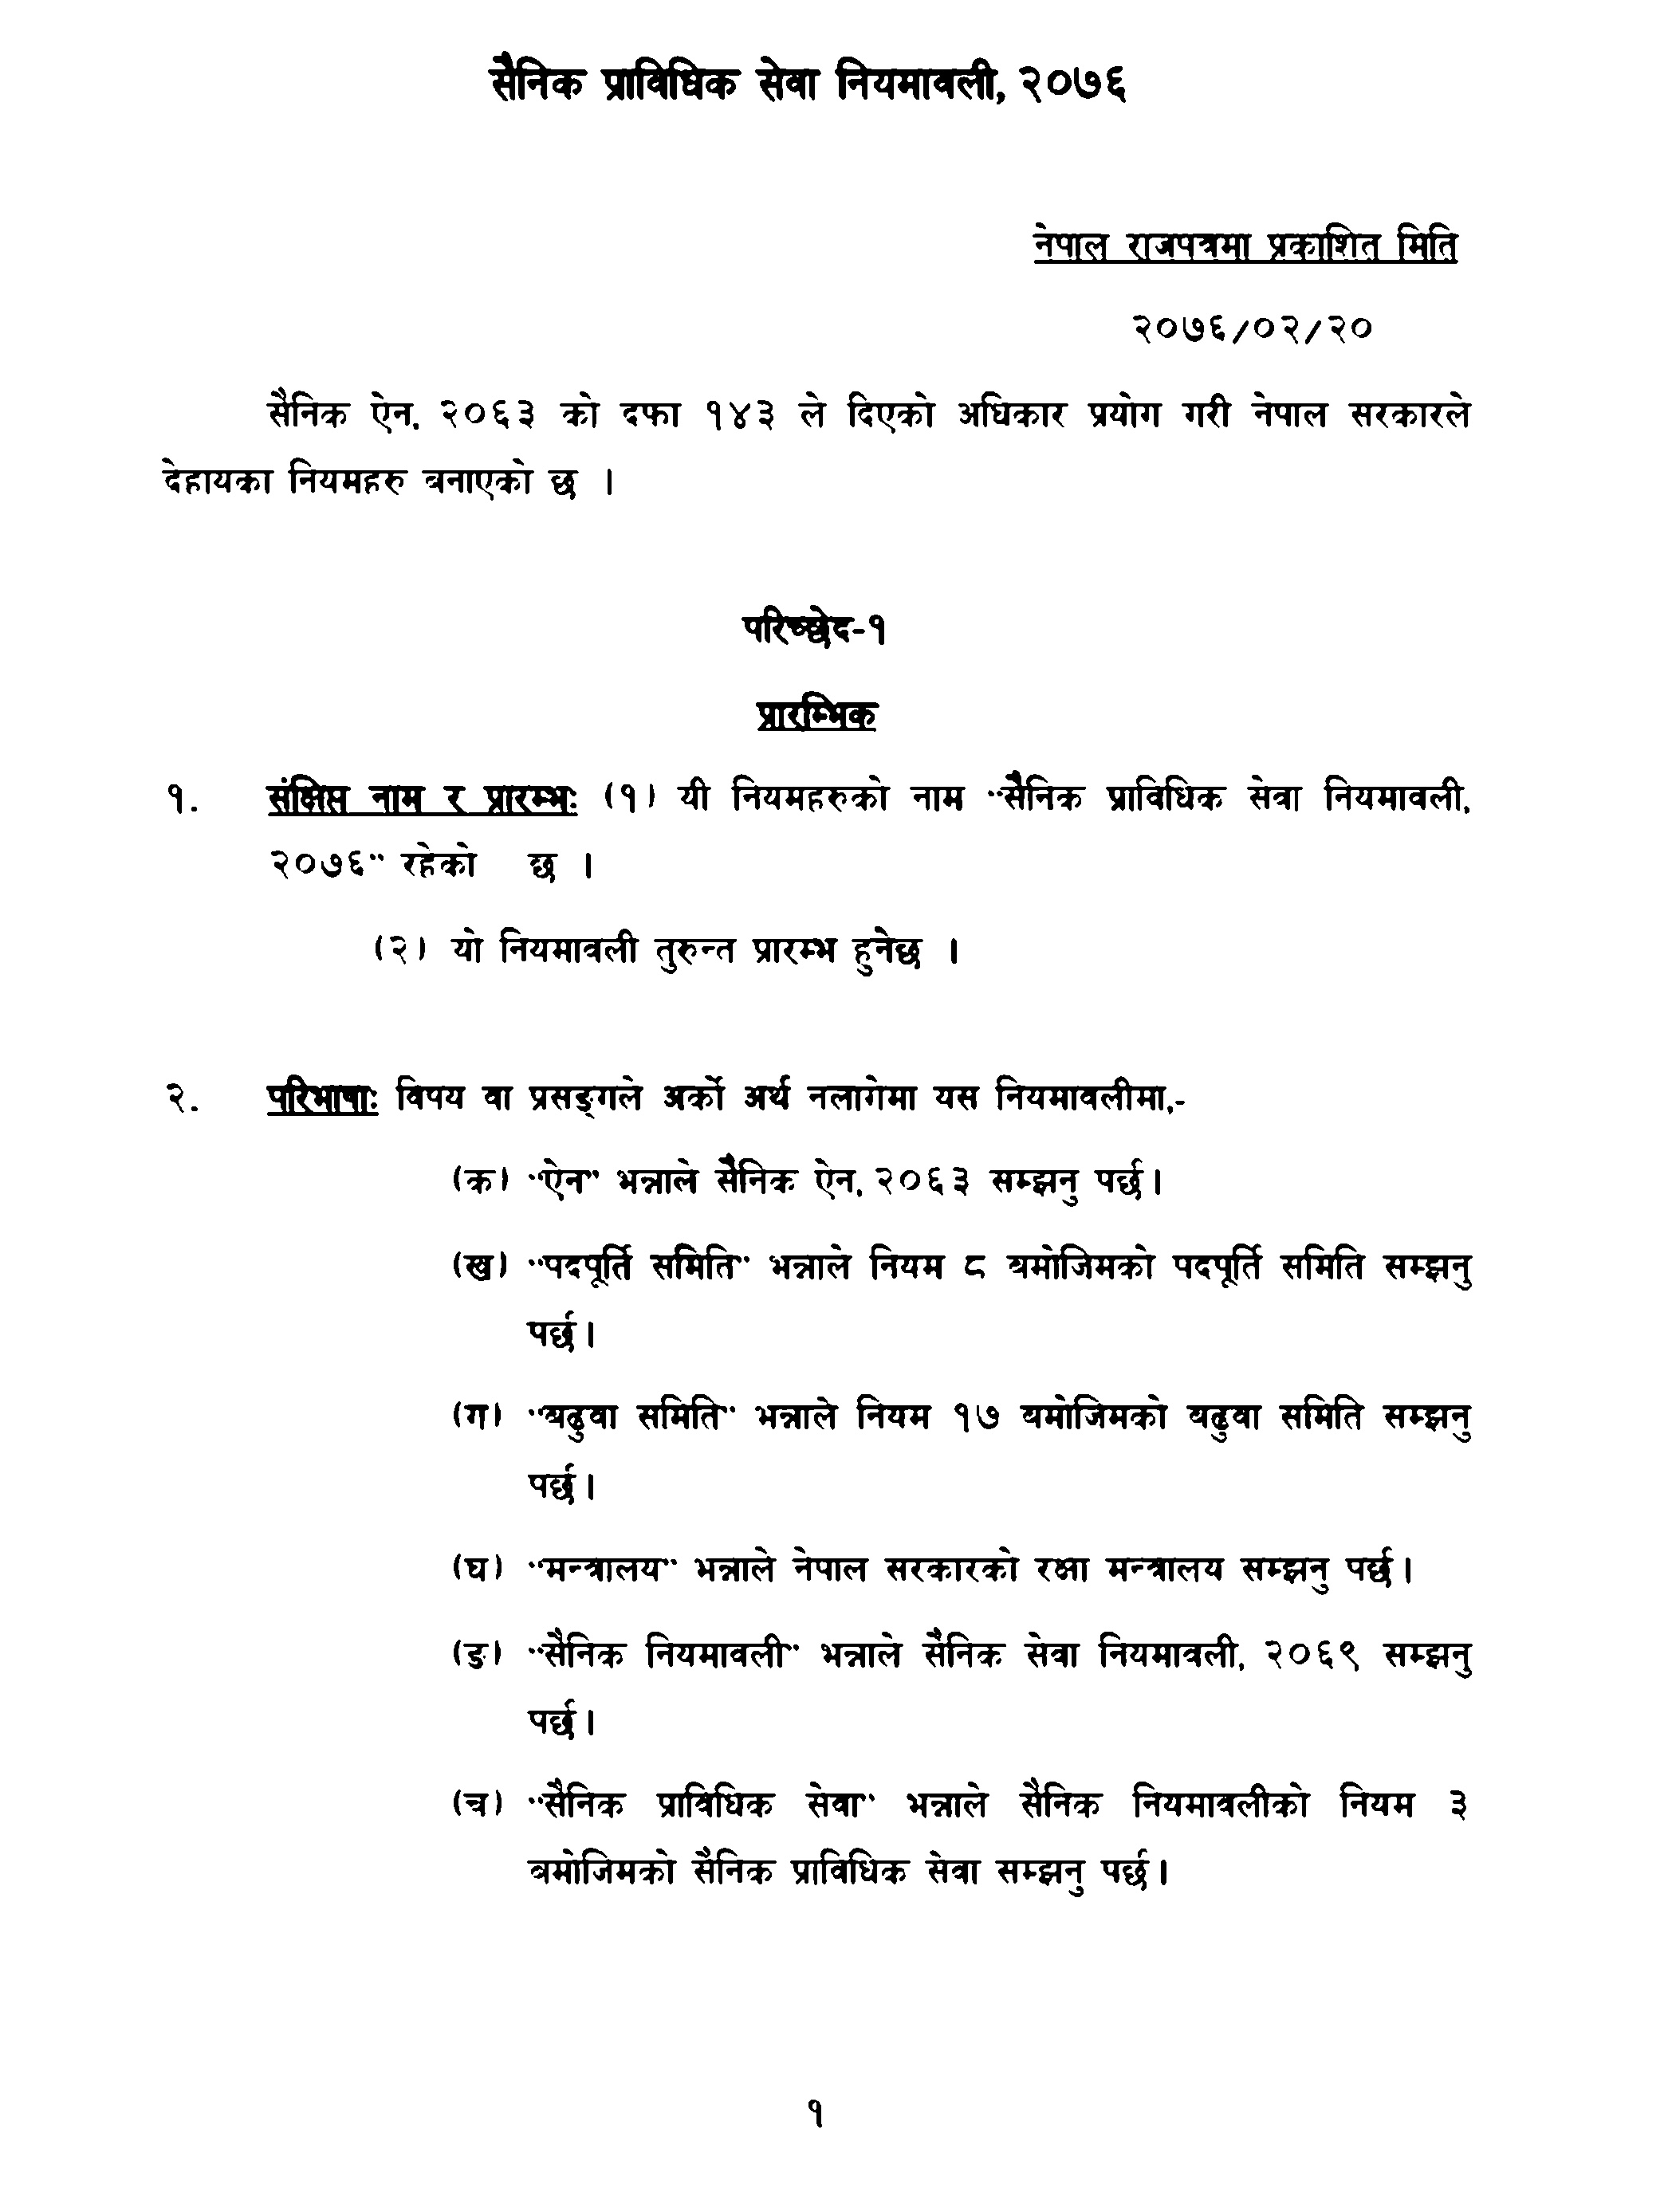 सैनिक प्राविधिक सेवा नियमावली, २०७६
नेपाल राजपत्रमा प्रकाशित मिति
२०७६/०२/२०
सैनिक ऐन, २०६३ को दफा १४३ ले दिएको अधिकार प्रयोग गरी नेपाल सरकारले
देहायका नियमहरु बनाएको छ ।
परिच्छेद-१
प्रारम्भिक
१. संक्षिप्त नाम र प्रारम्भः (१) यी नियमहरुको नाम "सैनिक प्राविधिक सेवा नियमावली,
२०७६" रहेको छ ।
(२) यो नियमावली तुरुन्त प्रारम्भ हुनेछ ।
२. परिभाषाः विषय वा प्रसङ्गले अर्को अर्थ नलागेमा यस नियमावलीमा,-
(क) "ऐन" भन्नाले सैनिक ऐन, २०६३ सम्झनु पर्छ।
(ख) "पदपूर्ति समिति" भन्नाले नियम ८ बमोजिमको पदपूर्ति समिति सम्झनु
पर्छ।
(ग) "बढुवा समिति" भन्नाले नियम १७ बमोजिमको बढुवा समिति सम्झनु
पर्छ।
(घ) "मन्त्रालय" भन्नाले नेपाल सरकारको रक्षा मन्त्रालय सम्झनु पर्छ।
(ङ) "सैनिक नियमावली" भन्नाले सैनिक सेवा नियमावली, २०६९ सम्झनु
पर्छ।
(च) "सैनिक प्राविधिक सेवा" भन्नाले सैनिक नियमावलीको नियम ३
बमोजिमको सैनिक प्राविधिक सेवा सम्झनु पर्छ।
१